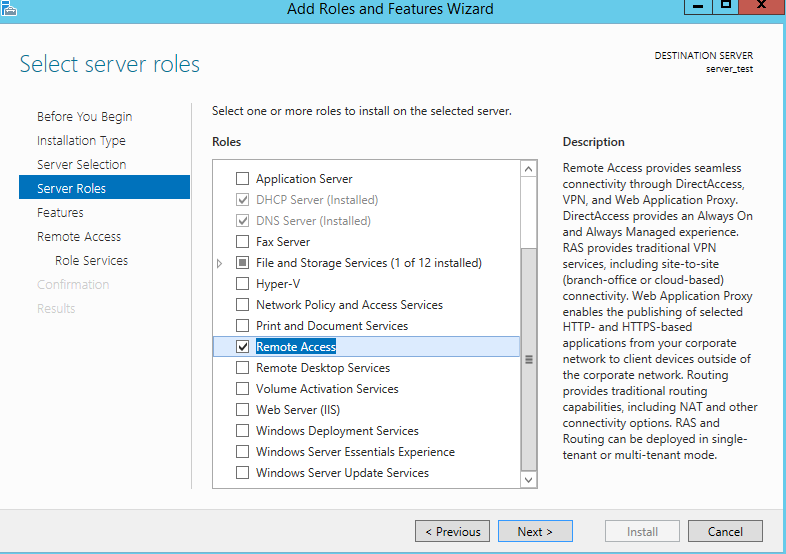 Add Roles and Features Wizard
Select server roles
DESTINATION SERVER
server_test
Before You Begin
Installation Type
Server Selection
Server Roles
Features
Remote Access
Role Services
Confirmation
Results
Select one or more roles to install on the selected server.
Roles
Application Server
DHCP Server (Installed)
DNS Server (Installed)
Fax Server
File and Storage Services (1 of 12 installed)
Hyper-V
Network Policy and Access Services
Print and Document Services
Remote Access
Remote Desktop Services
Volume Activation Services
Web Server (IIS)
Windows Deployment Services
Windows Server Essentials Experience
Windows Server Update Services
Description
Remote Access provides seamless
connectivity through DirectAccess,
VPN, and Web Application Proxy.
DirectAccess provides an Always On
and Always Managed experience.
RAS provides traditional VPN
services, including site-to-site
(branch-office or cloud-based)
connectivity. Web Application Proxy
enables the publishing of selected
HTTP- and HTTPS-based
applications from your corporate
network to client devices outside of
the corporate network. Routing
provides traditional routing
capabilities, including NAT and other
connectivity options. RAS and
Routing can be deployed in single-
tenant or multi-tenant mode.
< Previous
Next >
Install
Cancel